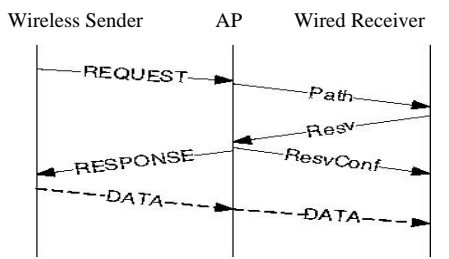 Wireless Sender AP Wired Receiver
REQUEST
Path
Resv
RESPONSE
ResvConf
DATA
DATA